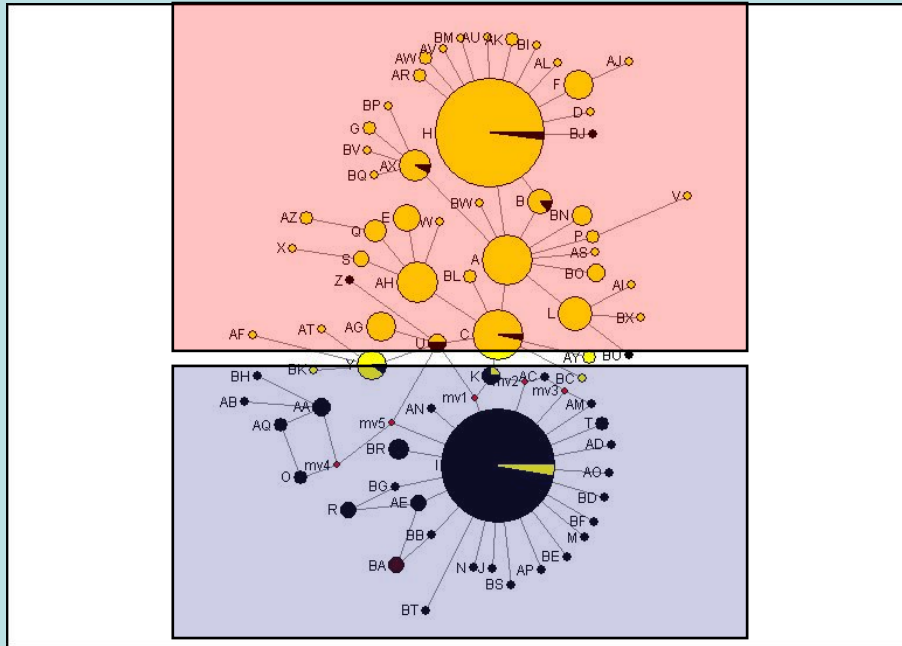 BM AU AK BI
AV
AW AL AJ
AR F
BP D
G H BJ
BV
AX
BQ
BW B BN V
AZ E W
Q P
X AS
S A BO
Z AH BL AI
L BX
AG C
AF AT U
Y AY BU
BK K AC BC
BH mv2
mv3
AB AA AN mv1 AM
AQ mv5 T
BR AD
mv4 I AO
O
BG BD
R AE
BF
BB M
BE
BA N J AP
BS
BT